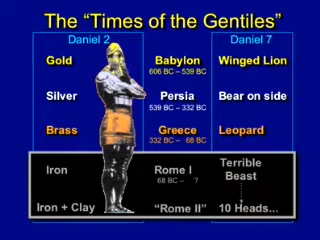 The “Times of the Gentiles”
Daniel 2 Daniel 7
Gold Babylon Winged Lion
606 BC – 539 BC
Silver Persia Bear on side
539 BC – 332 BC
Brass Greece Leopard
332 BC – 68 BC
Iron Rome I Terrible
68 BC – ? Beast
Iron + Clay “Rome II” 10 Heads...